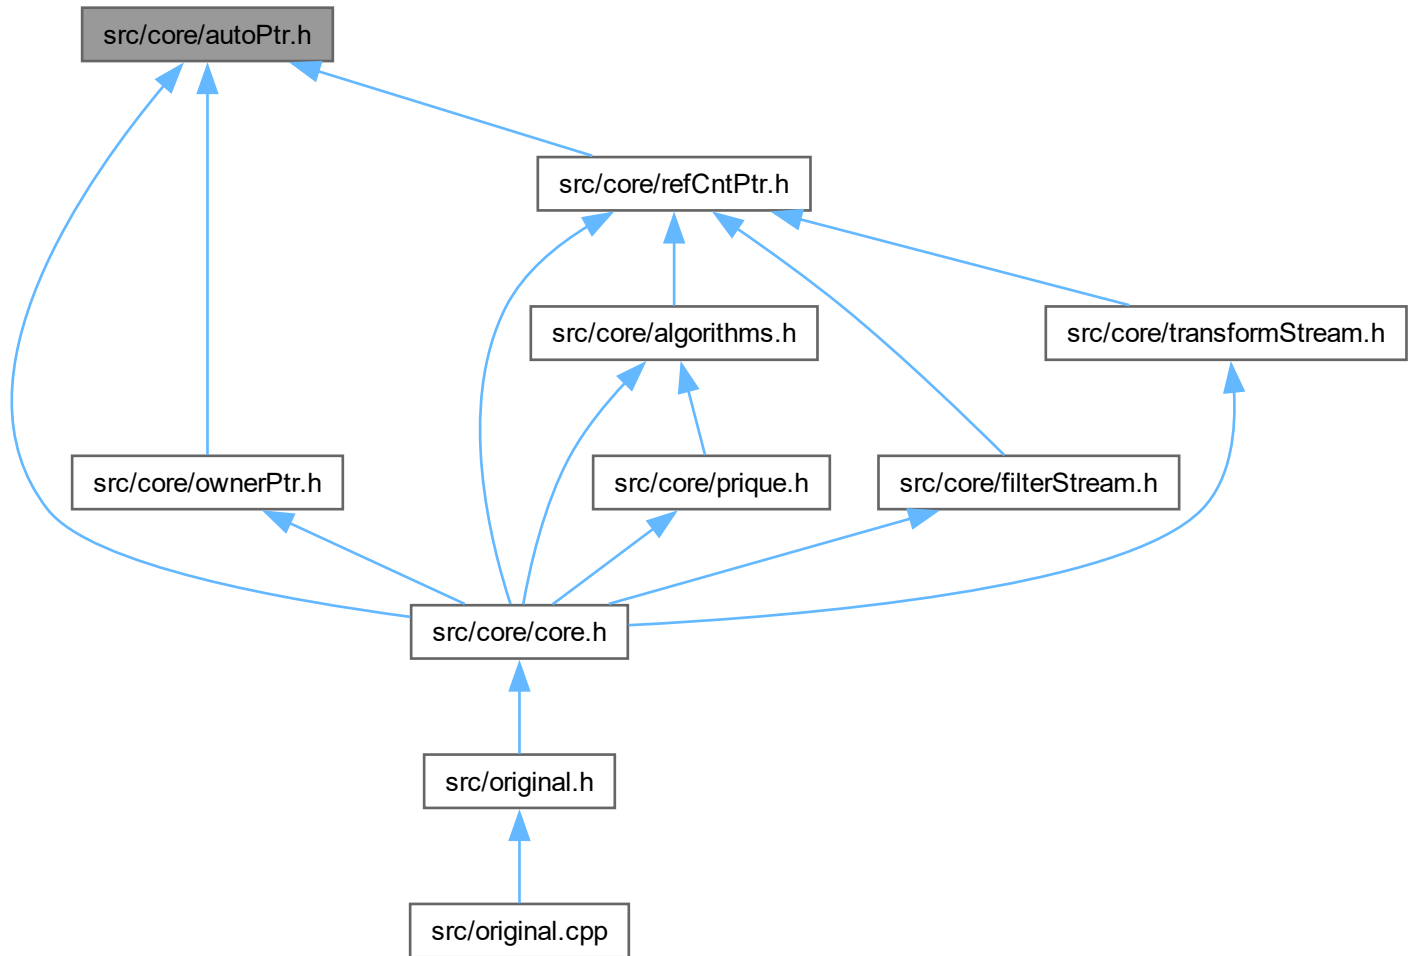 src/core/autoPtr.h
src/core/refCntPtr.h
src/core/algorithms.h
src/core/transformStream.h
src/core/ownerPtr.h
src/core/prique.h
src/core/filterStream.h
src/core/core.h
src/original.h
src/original.cpp